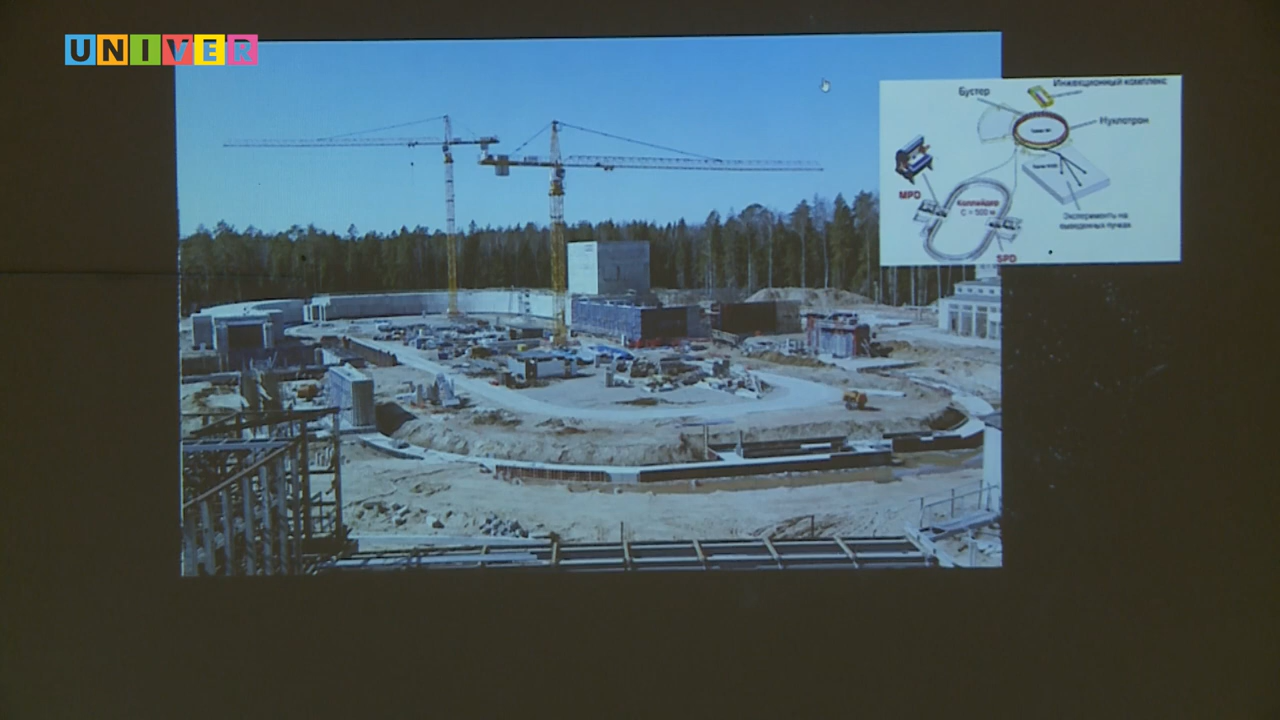 UNIVER
Инжекционный комплекс
Бустер
Нуклотрон
MPD
Коллайдер
C = 500 м
Эксперименты на
выведенных пучках
SPD